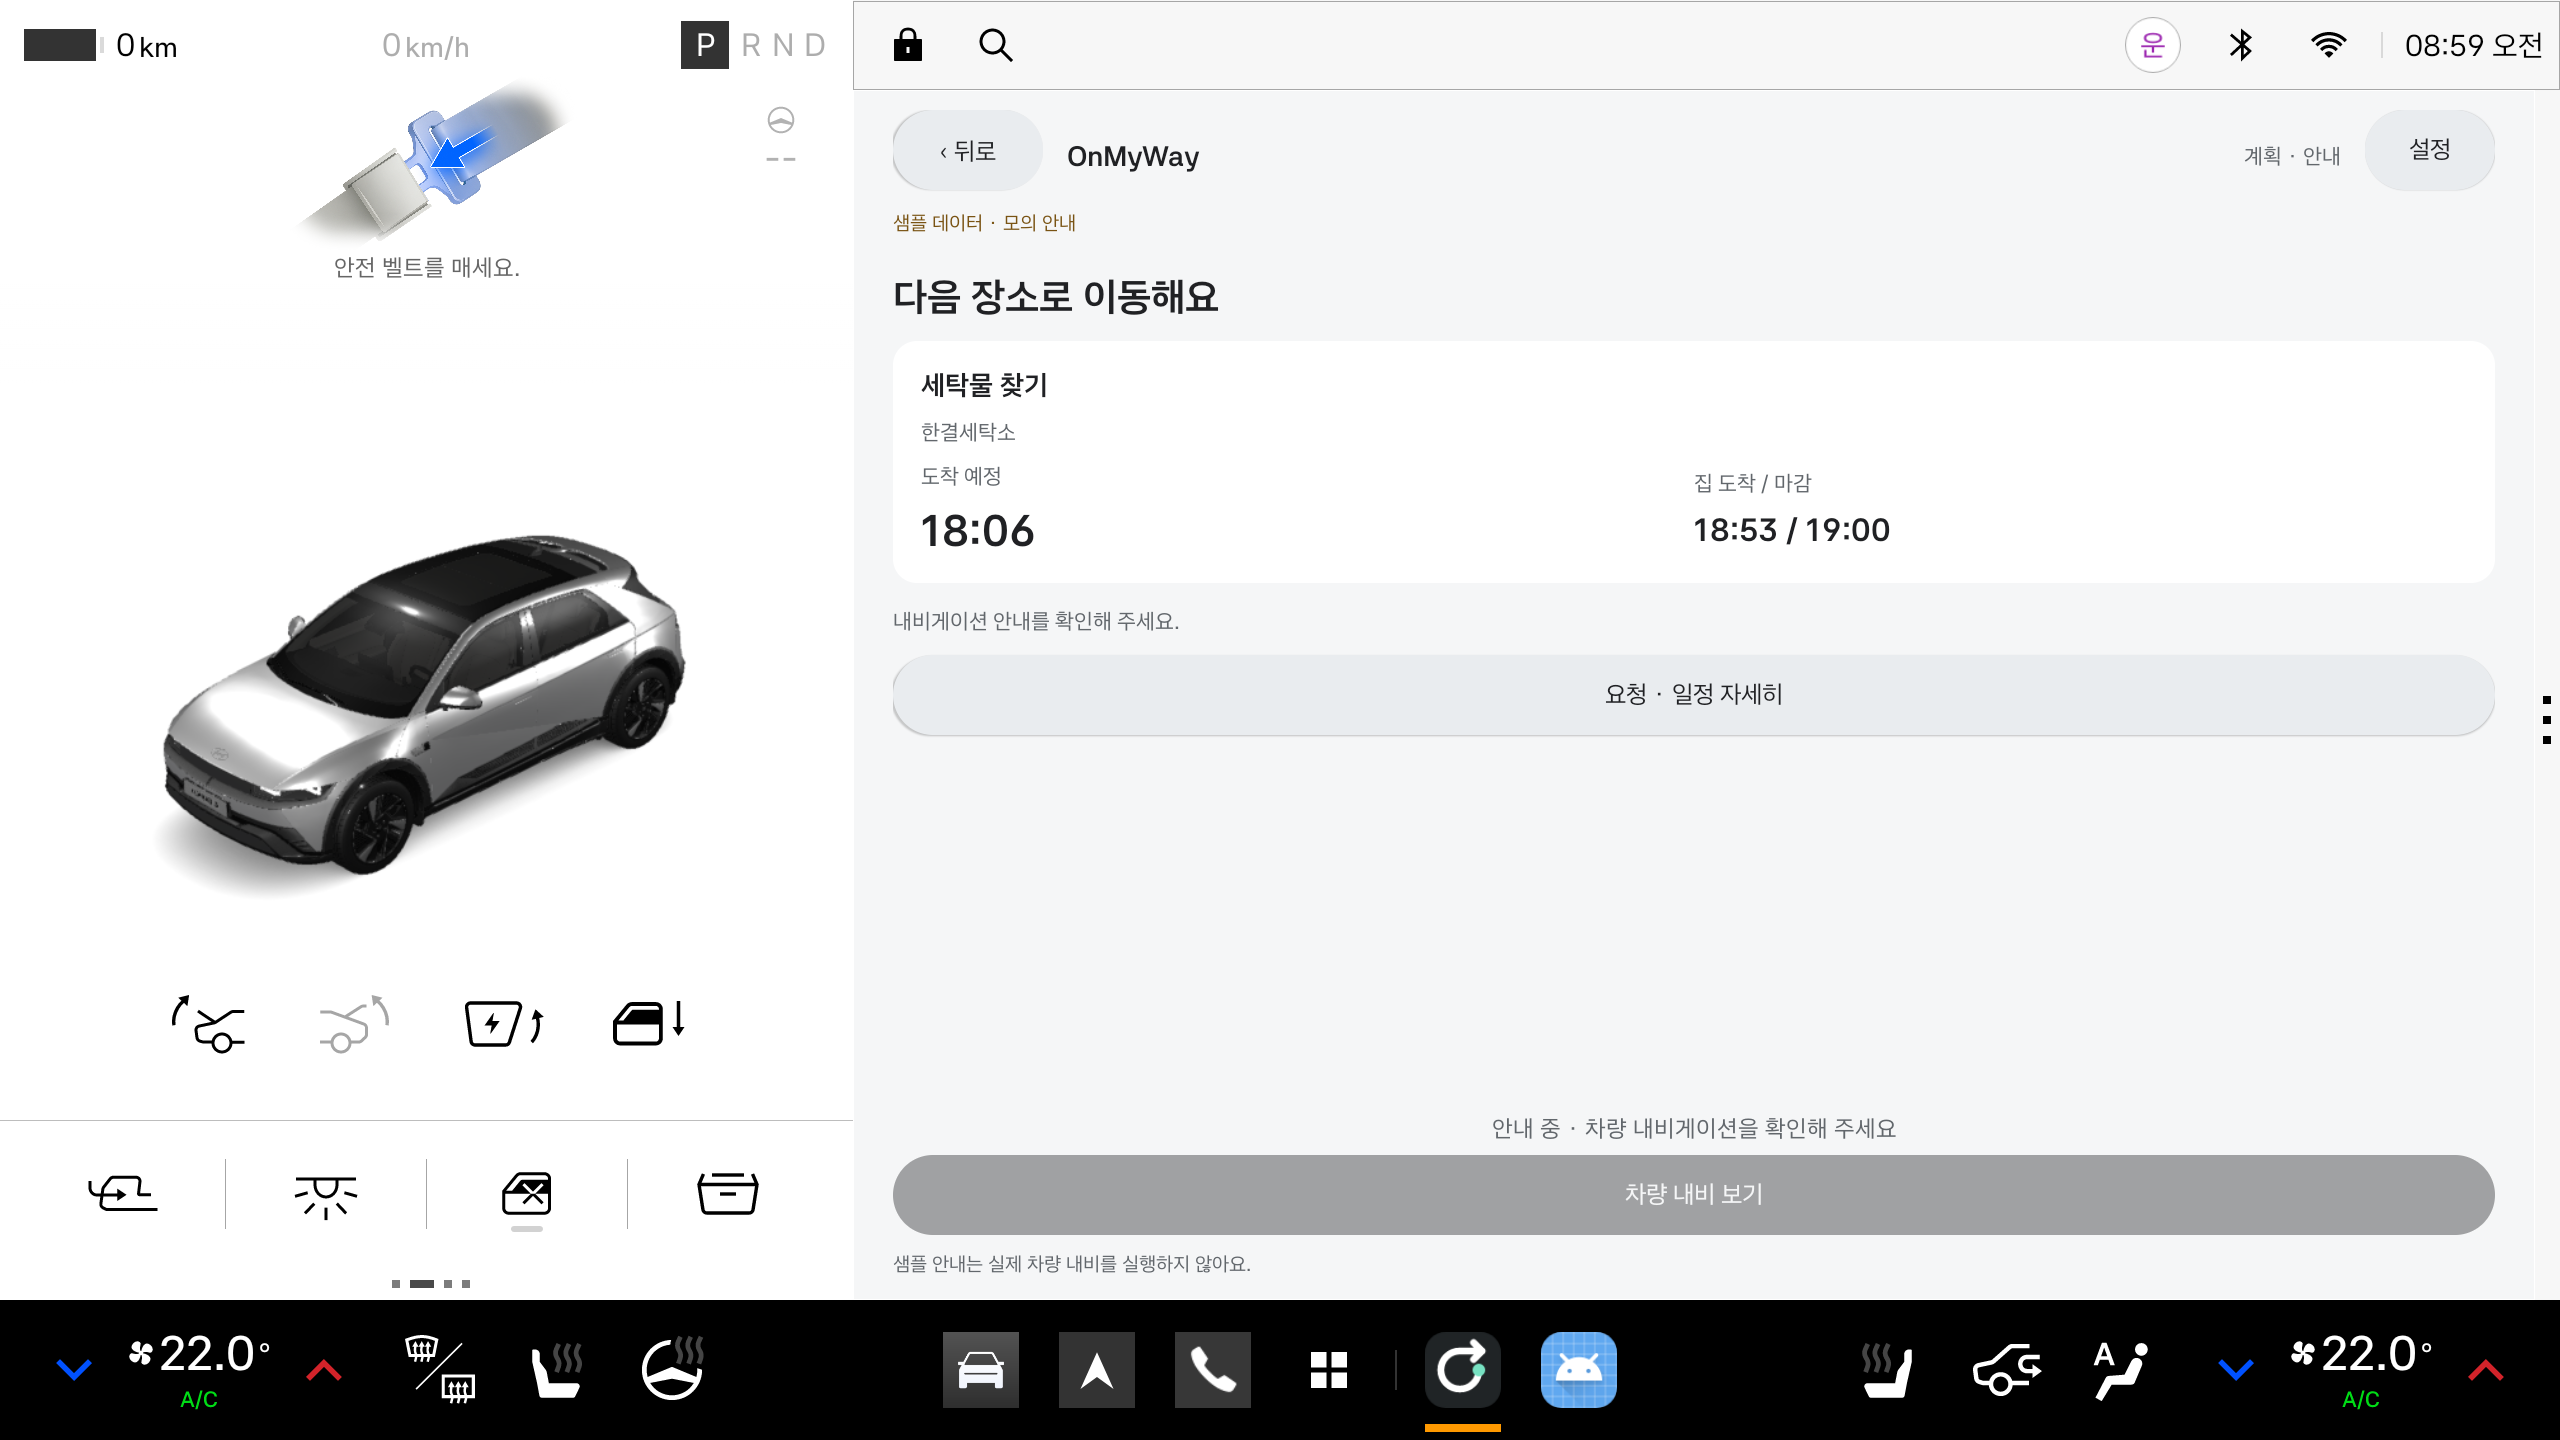 0 km
0 km/h
P R N D
안전 벨트를 매세요.
22.0°
A/C
운
08:59 오전
‹ 뒤로
OnMyWay
계획 · 안내
설정
샘플 데이터 · 모의 안내
다음 장소로 이동해요
세탁물 찾기
한결세탁소
도착 예정
18:06
집 도착 / 마감
18:53 / 19:00
내비게이션 안내를 확인해 주세요.
요청 · 일정 자세히
안내 중 · 차량 내비게이션을 확인해 주세요
차량 내비 보기
샘플 안내는 실제 차량 내비를 실행하지 않아요.
A
22.0°
A/C